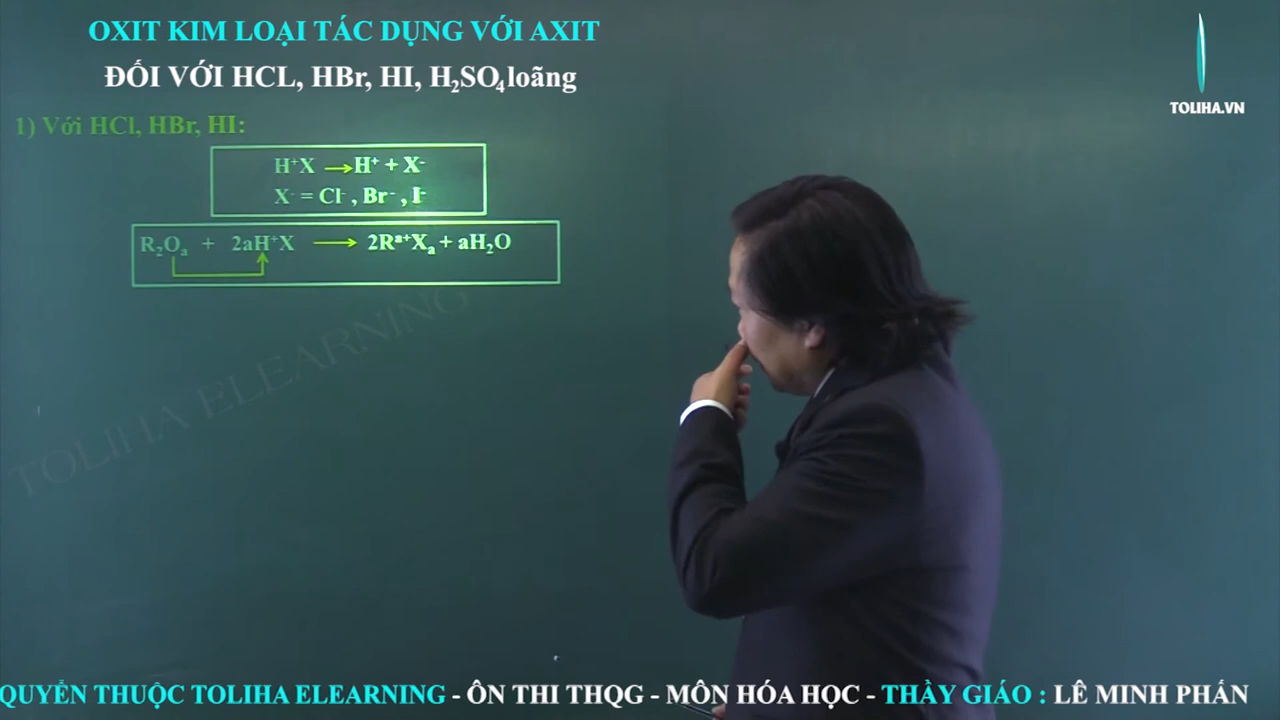 OXIT KIM LOẠI TÁC DỤNG VỚI AXIT
ĐỐI VỚI HCL, HBr, HI, H₂SO₄loãng
TOLIHA.VN
1) Với HCl, HBr, HI:
H⁺X → H⁺ + X⁻
X⁻ = Cl⁻ , Br⁻ , I⁻
R₂Oₐ + 2aH⁺X → 2Rᵃ⁺Xₐ + aH₂O
TOLIHA ELEARNING
QUYỂN THUỘC TOLIHA ELEARNING - ÔN THI THQG - MÔN HÓA HỌC - THẦY GIÁO : LÊ MINH PHẤN